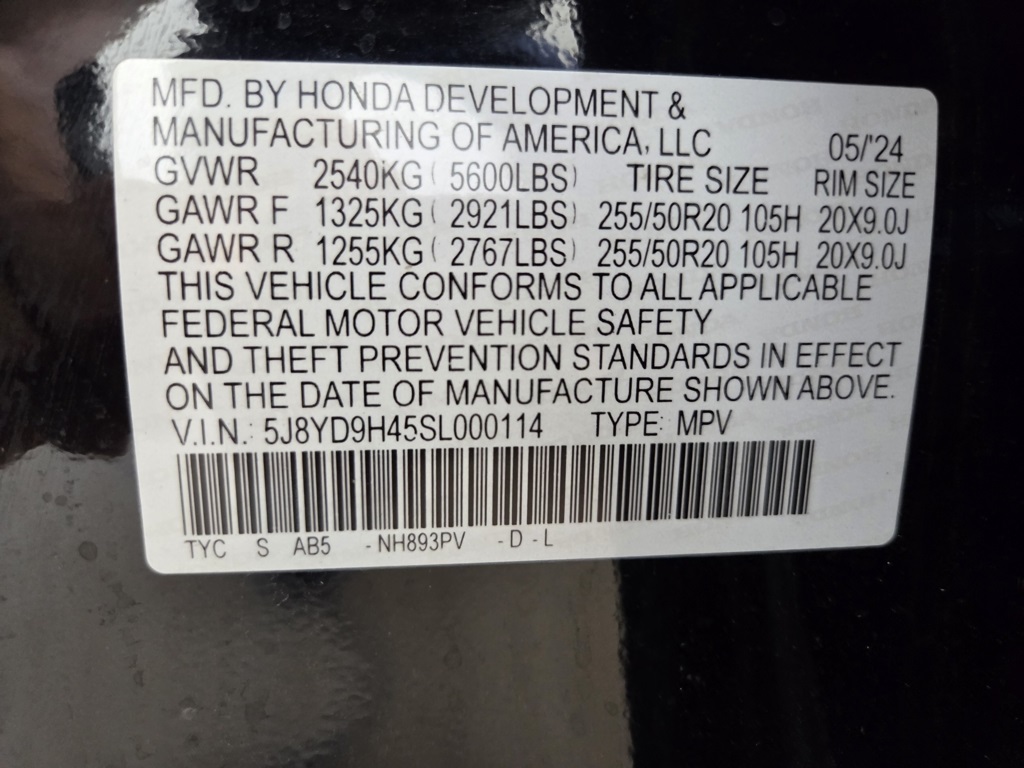 MFD. BY HONDA DEVELOPMENT &
MANUFACTURING OF AMERICA, LLC 05/'24
GVWR 2540KG ( 5600LBS) TIRE SIZE RIM SIZE
GAWR F 1325KG ( 2921LBS) 255/50R20 105H 20X9.0J
GAWR R 1255KG ( 2767LBS) 255/50R20 105H 20X9.0J
THIS VEHICLE CONFORMS TO ALL APPLICABLE
FEDERAL MOTOR VEHICLE SAFETY
AND THEFT PREVENTION STANDARDS IN EFFECT
ON THE DATE OF MANUFACTURE SHOWN ABOVE.
V.I.N.: 5J8YD9H45SL000114 TYPE: MPV
TYC S AB5 -NH893PV -D-L